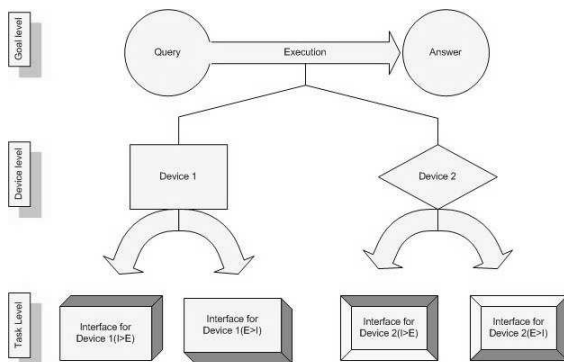 Goal level
Query
Execution
Answer
Device level
Device 1
Device 2
Task Level
Interface for
Device 1(I>E)
Interface for
Device 1(E>I)
Interface for
Device 2(I>E)
Interface for
Device 2(E>I)